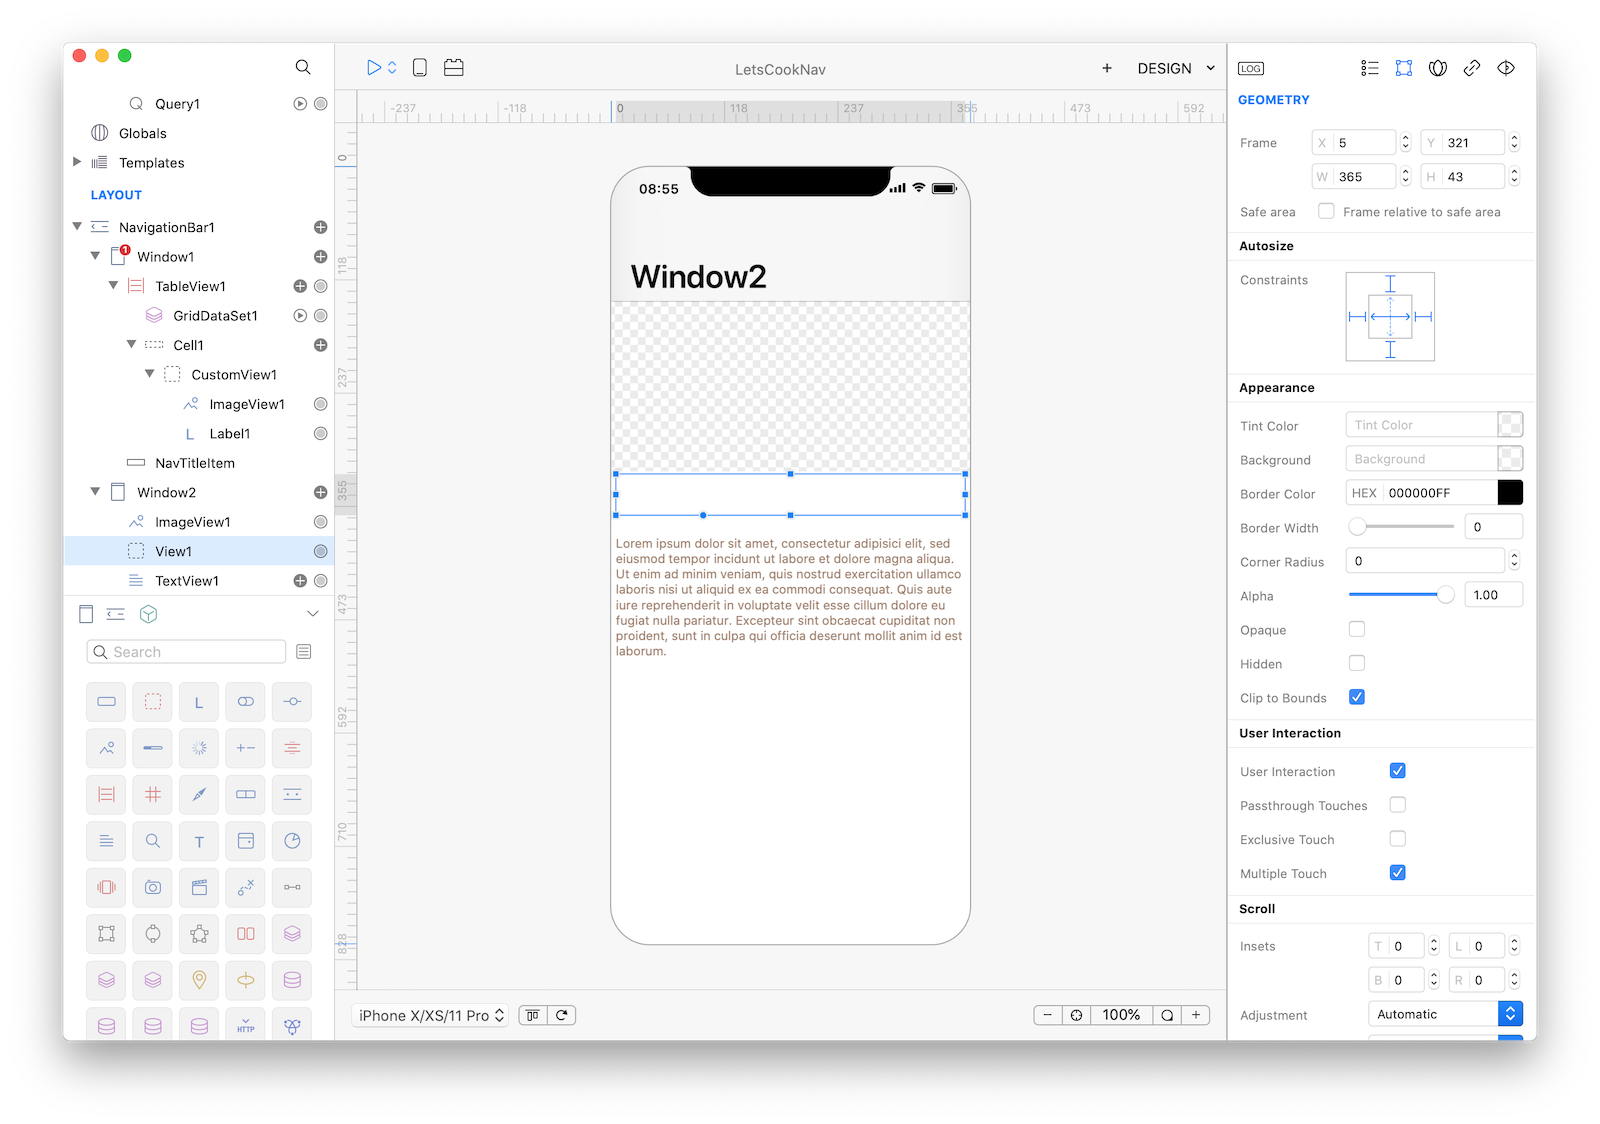 LetsCookNav
DESIGN
LOG
Query1
Globals
Templates
LAYOUT
NavigationBar1
1
Window1
TableView1
GridDataSet1
Cell1
CustomView1
ImageView1
L Label1
NavTitleItem
Window2
ImageView1
View1
TextView1
Search
L
T
HTTP
-237 -118 0 118 237 355 473 592
0
118
237
355
473
592
710
828
08:55
Window2
Lorem ipsum dolor sit amet, consectetur adipisici elit, sed
eiusmod tempor incidunt ut labore et dolore magna aliqua.
Ut enim ad minim veniam, quis nostrud exercitation ullamco
laboris nisi ut aliquid ex ea commodi consequat. Quis aute
iure reprehenderit in voluptate velit esse cillum dolore eu
fugiat nulla pariatur. Excepteur sint obcaecat cupiditat non
proident, sunt in culpa qui officia deserunt mollit anim id est
laborum.
iPhone X/XS/11 Pro
100%
GEOMETRY
Frame X 5 Y 321
W 365 H 43
Safe area Frame relative to safe area
Autosize
Constraints
Appearance
Tint Color Tint Color
Background Background
Border Color HEX 000000FF
Border Width 0
Corner Radius 0
Alpha 1.00
Opaque
Hidden
Clip to Bounds
User Interaction
User Interaction
Passthrough Touches
Exclusive Touch
Multiple Touch
Scroll
Insets T 0 L 0
B 0 R 0
Adjustment Automatic